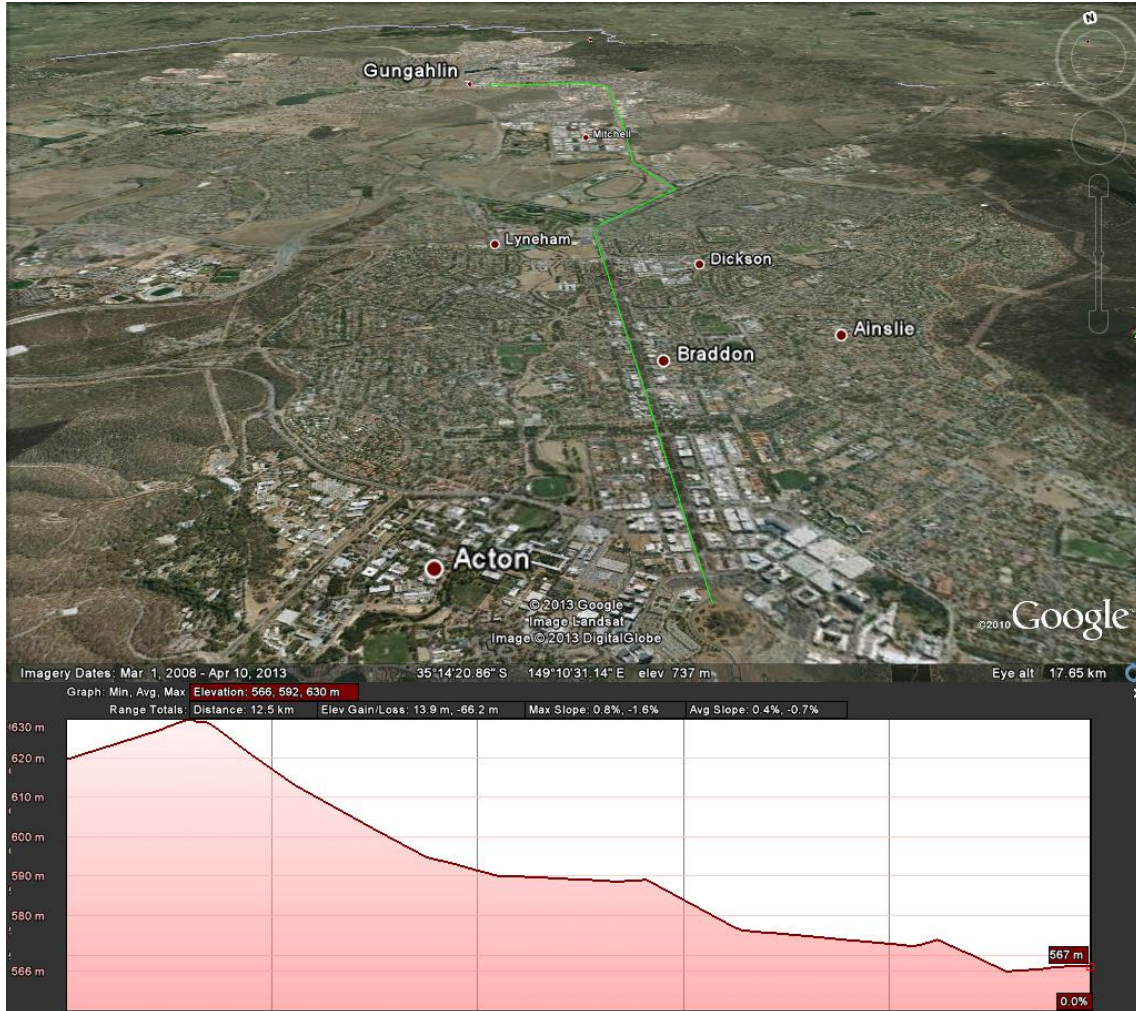 N
Gungahlin
Mitchell
Lyneham
Dickson
Ainslie
Braddon
Acton
© 2013 Google
Image Landsat
Image © 2013 DigitalGlobe
©2010 Google
Imagery Dates: Mar 1, 2008 - Apr 10, 2013 35°14'20.86" S 149°10'31.14" E elev 737 m Eye alt 17.65 km
Graph: Min, Avg, Max Elevation: 566, 592, 630 m
Range Totals: Distance: 12.5 km Elev Gain/Loss: 13.9 m, -66.2 m Max Slope: 0.8%, -1.6% Avg Slope: 0.4%, -0.7%
630 m
620 m
610 m
600 m
590 m
580 m
567 m
566 m
0.0%